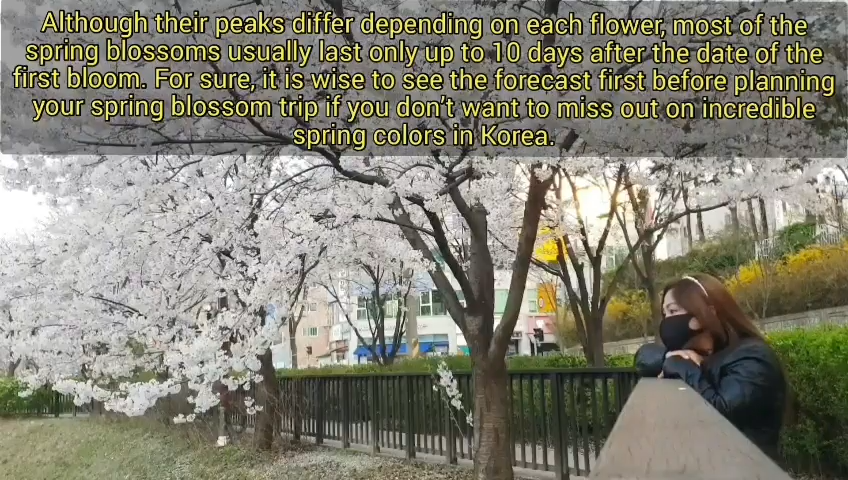 Although their peaks differ depending on each flower, most of the
spring blossoms usually last only up to 10 days after the date of the
first bloom. For sure, it is wise to see the forecast first before planning
your spring blossom trip if you don't want to miss out on incredible
spring colors in Korea.